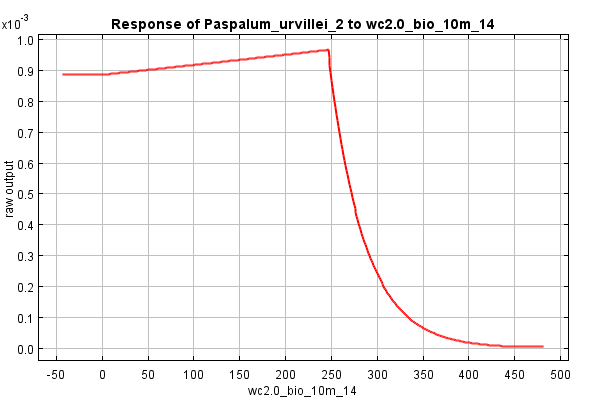 Response of Paspalum_urvillei_2 to wc2.0_bio_10m_14
x10^-3
1.0
0.9
0.8
0.7
0.6
0.5
0.4
0.3
0.2
0.1
0.0
raw output
-50 0 50 100 150 200 250 300 350 400 450 500
wc2.0_bio_10m_14